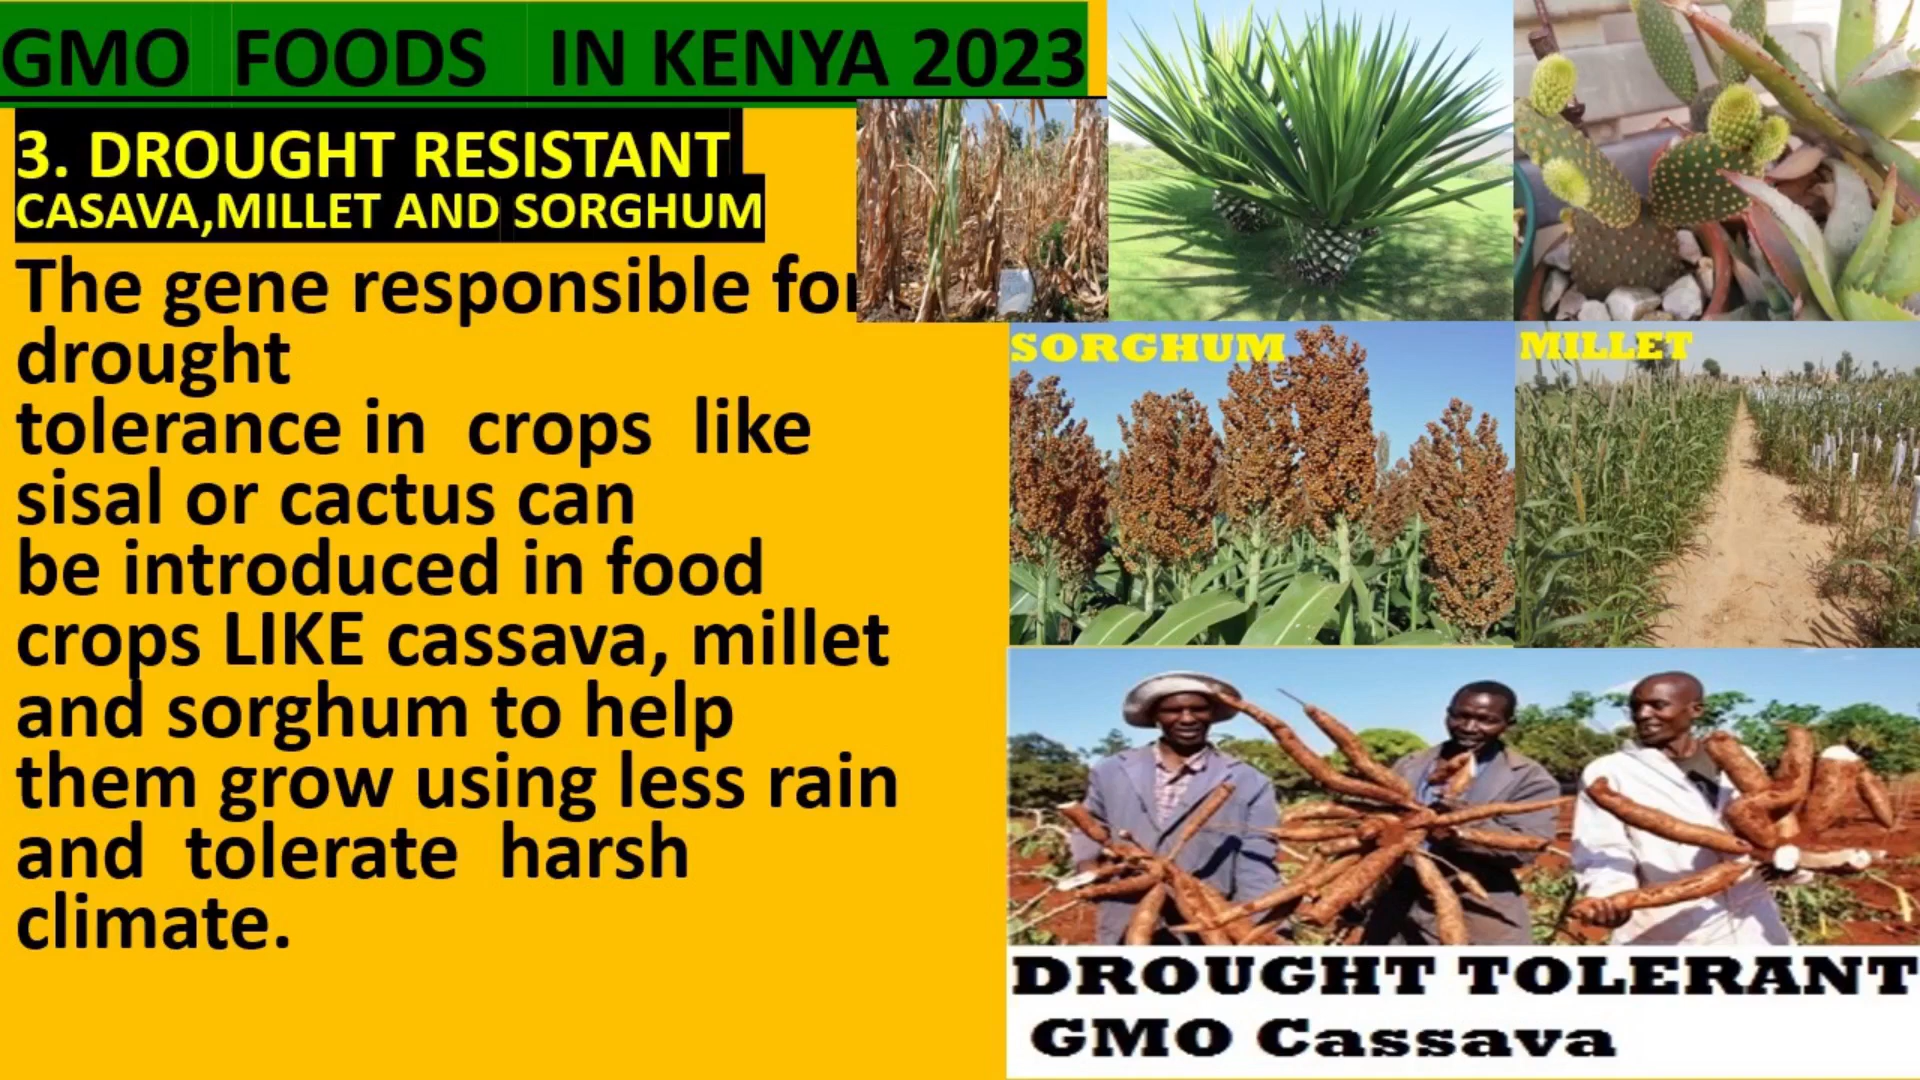 GMO FOODS IN KENYA 2023
3. DROUGHT RESISTANT
CASAVA,MILLET AND SORGHUM
The gene responsible for
drought
tolerance in crops like
sisal or cactus can
be introduced in food
crops LIKE cassava, millet
and sorghum to help
them grow using less rain
and tolerate harsh
climate.
SORGHUM
MILLET
DROUGHT TOLERANT
GMO Cassava